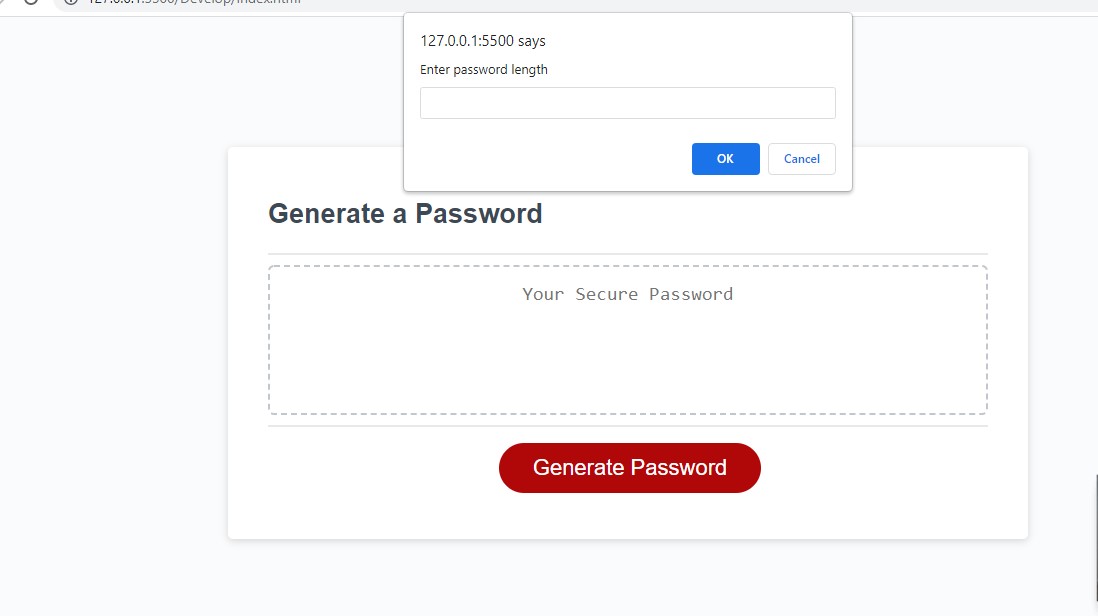 127.0.0.1:5500/Develop/index.html
127.0.0.1:5500 says
Enter password length
OK
Cancel
Generate a Password
Your Secure Password
Generate Password